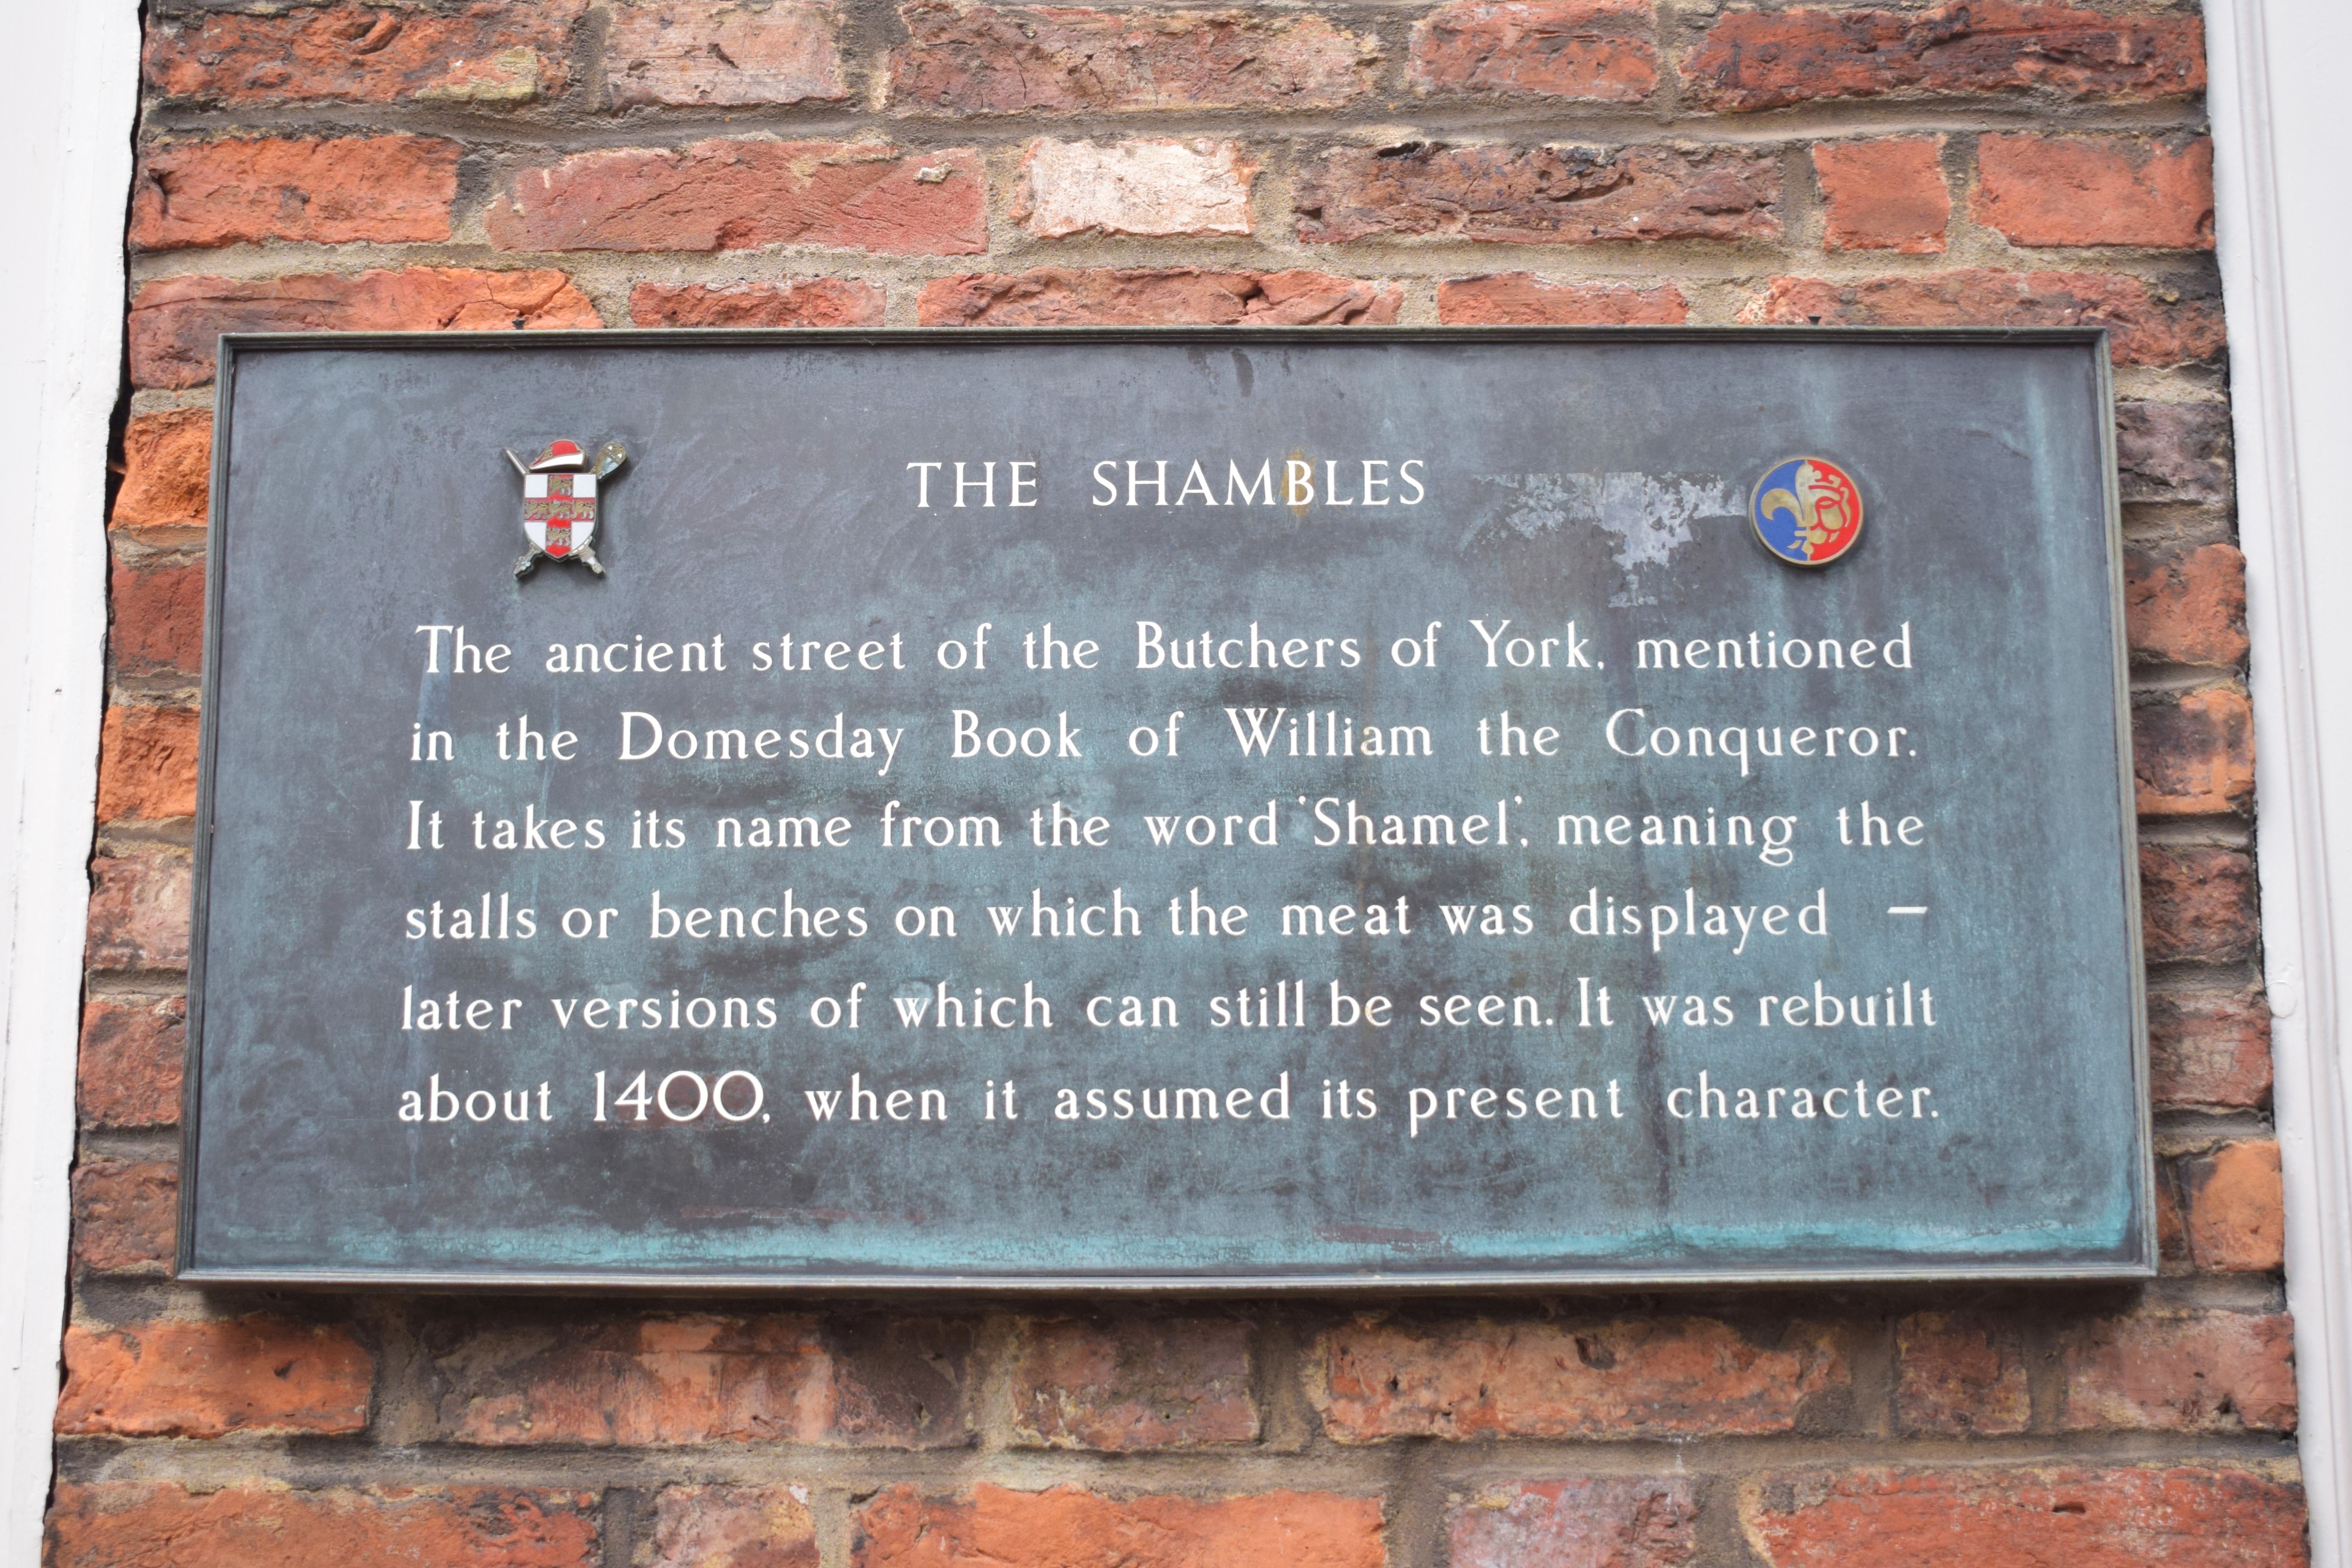 THE SHAMBLES
The ancient street of the Butchers of York, mentioned
in the Domesday Book of William the Conqueror.
It takes its name from the word 'Shamel', meaning the
stalls or benches on which the meat was displayed –
later versions of which can still be seen. It was rebuilt
about 1400, when it assumed its present character.